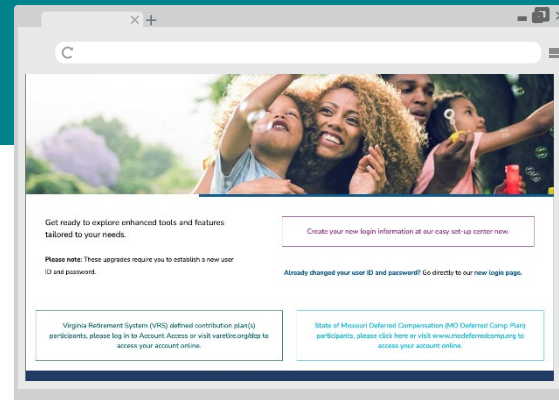 Get ready to explore enhanced tools and features
tailored to your needs.
Please note: These upgrades require you to establish a new user
ID and password.
Create your new login information at our easy set-up center now.
Already changed your user ID and password? Go directly to our new login page.
Virginia Retirement System (VRS) defined contribution plan(s)
participants, please log in to Account Access or visit varetire.org/dcp to
access your account online.
State of Missouri Deferred Compensation (MO Deferred Comp Plan)
participants, please click here or visit www.modeferredcomp.org to
access your account online.